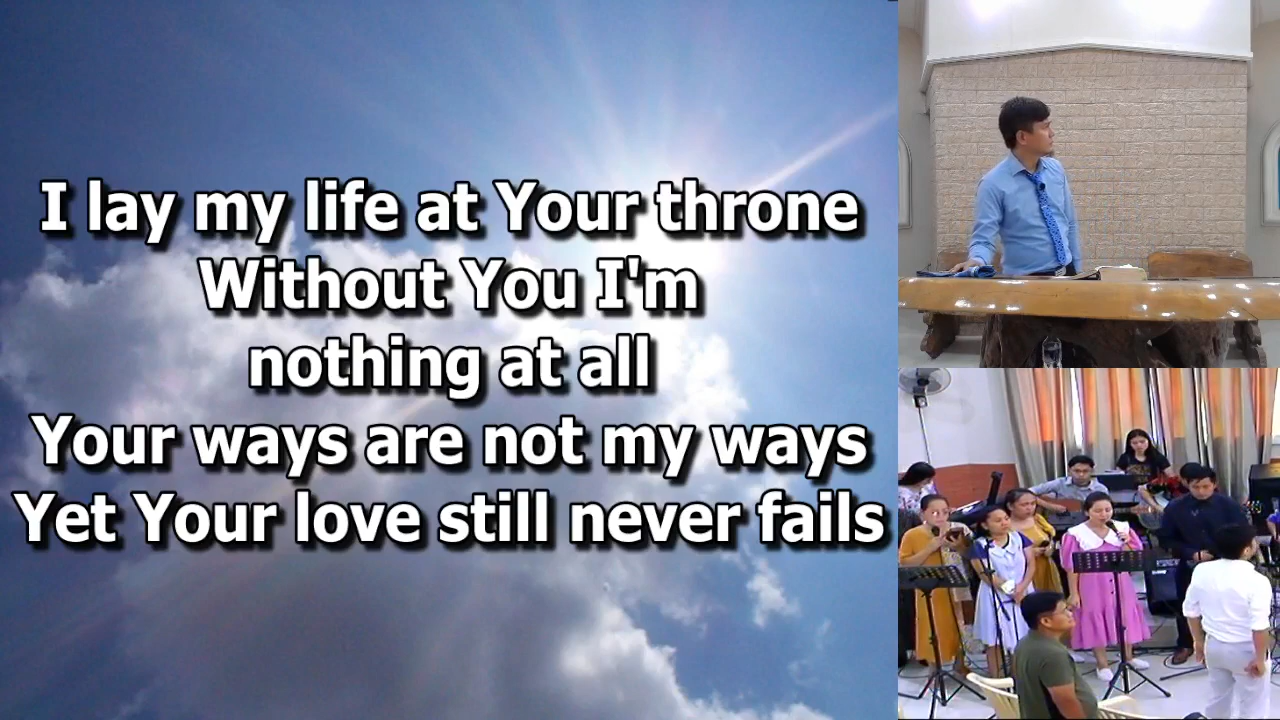 I lay my life at Your throne
Without You I'm
nothing at all
Your ways are not my ways
Yet Your love still never fails